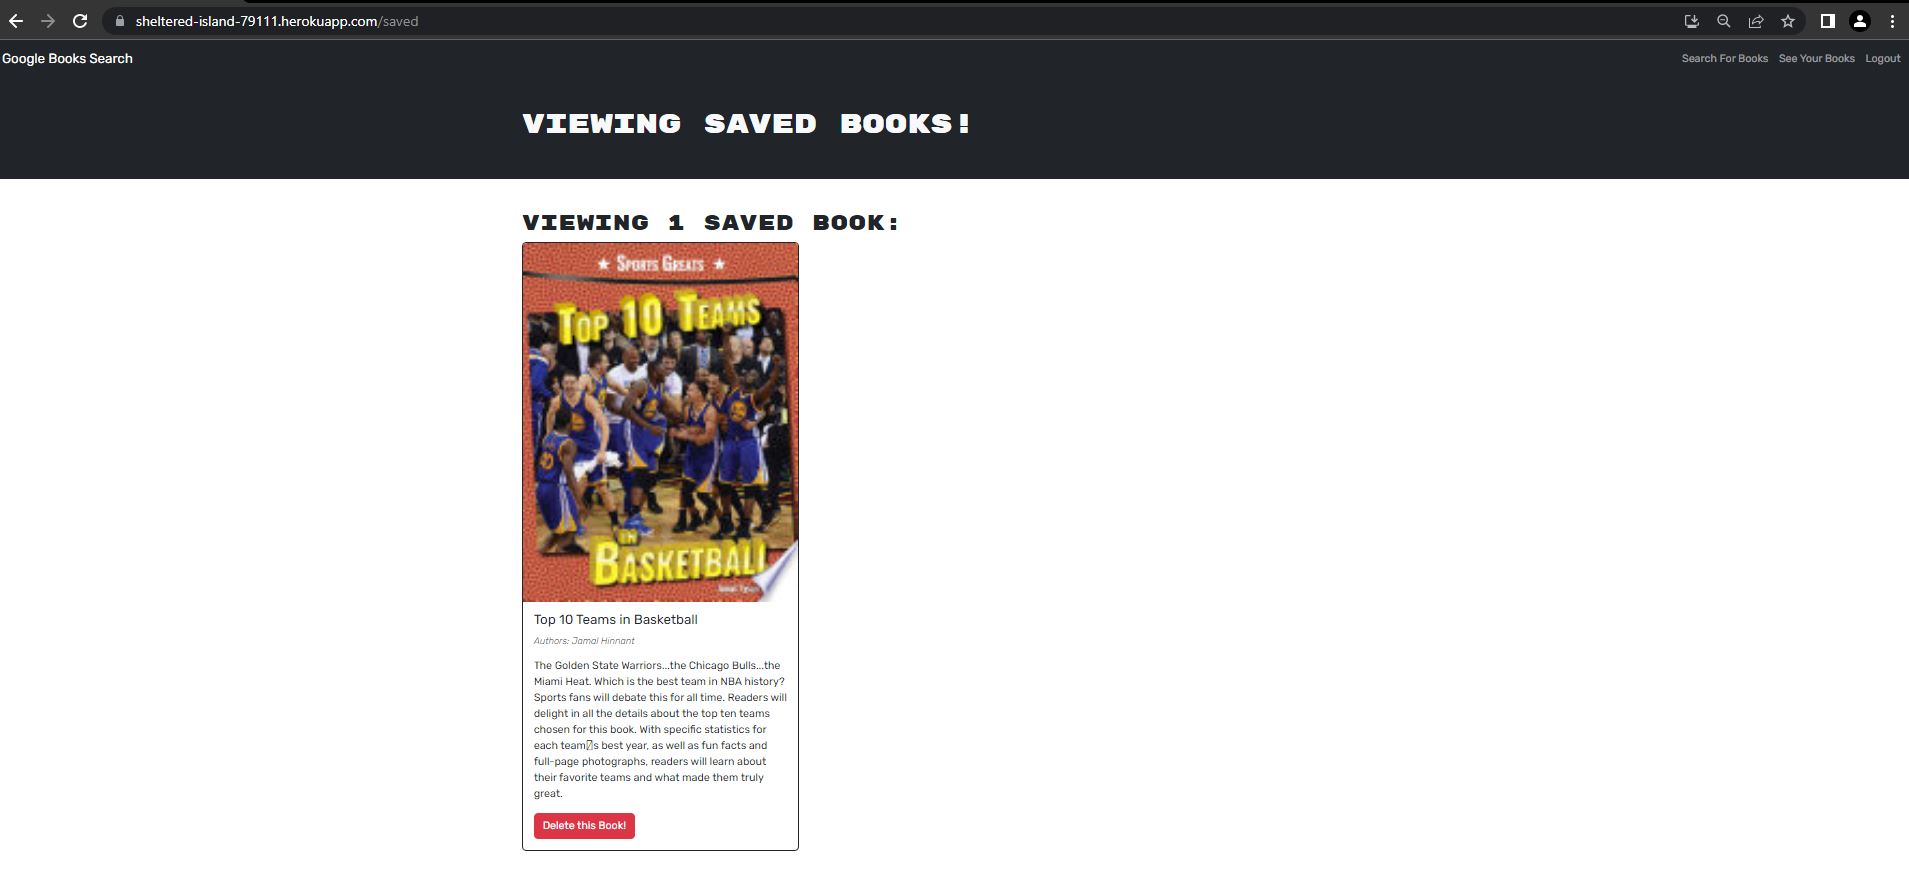 sheltered-island-79111.herokuapp.com/saved
Google Books Search
Search For Books See Your Books Logout
VIEWING SAVED BOOKS!
VIEWING 1 SAVED BOOK:
★ SPORTS GREATS ★
TOP 10 TEAMS
IN
BASKETBALL
Top 10 Teams in Basketball
Authors: Jamal Hinnant
The Golden State Warriors...the Chicago Bulls...the
Miami Heat. Which is the best team in NBA history?
Sports fans will debate this for all time. Readers will
delight in all the details about the top ten teams
chosen for this book. With specific statistics for
each team▯s best year, as well as fun facts and
full-page photographs, readers will learn about
their favorite teams and what made them truly
great.
Delete this Book!